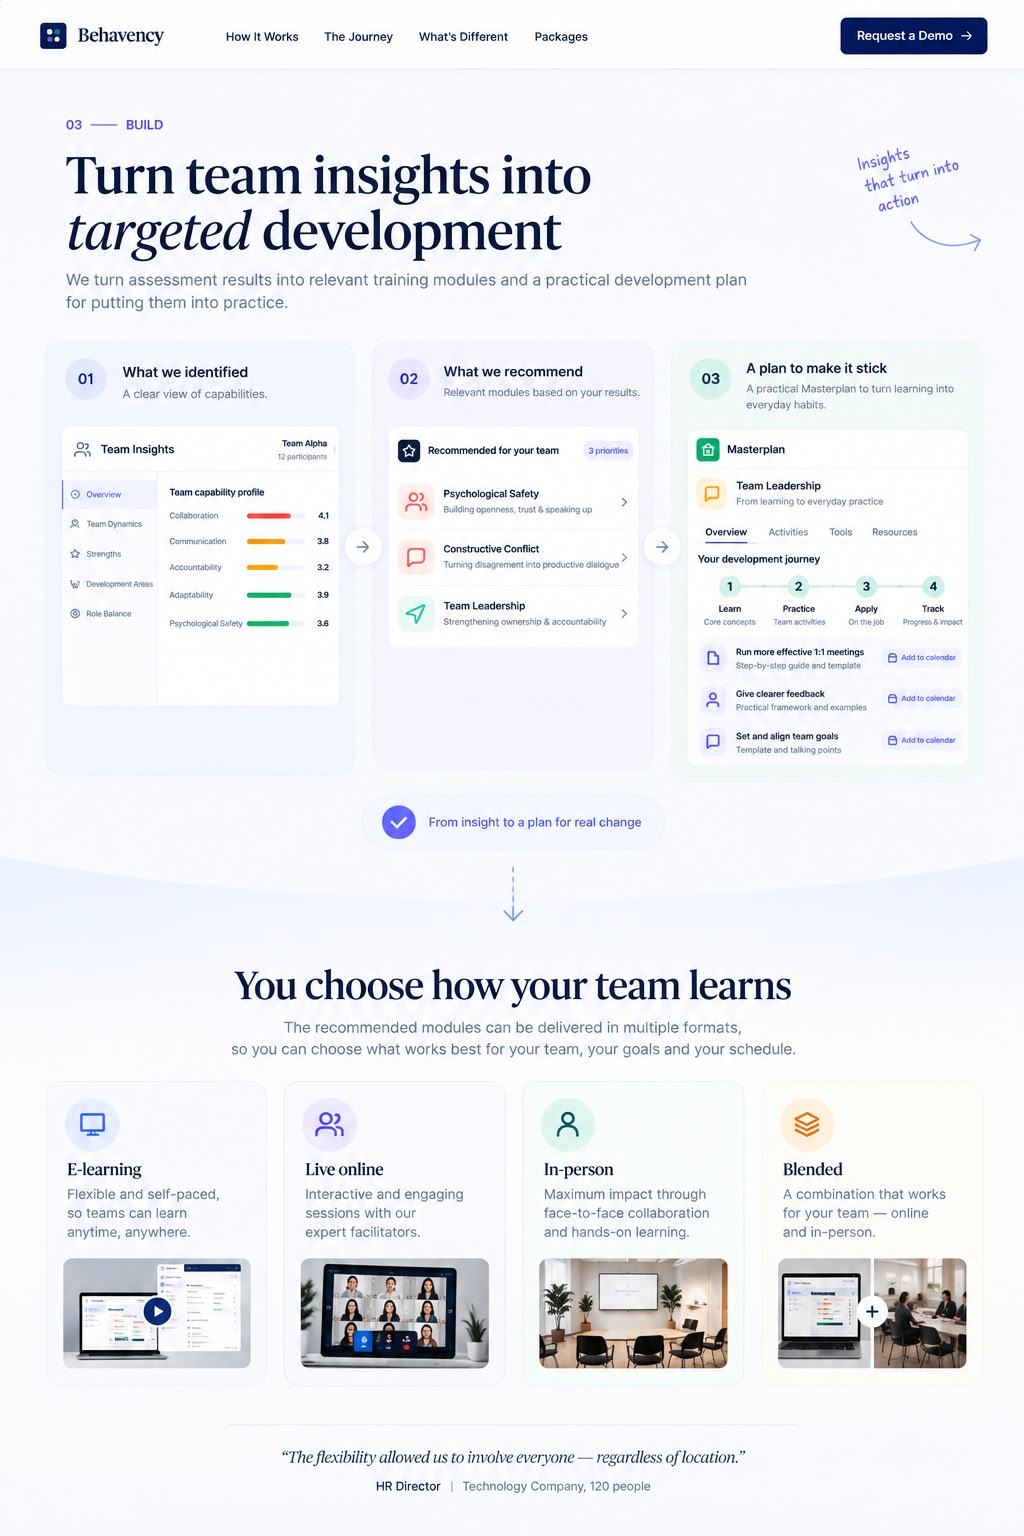 Behavency
How It Works
The Journey
What's Different
Packages
Request a Demo →
03 — BUILD
Turn team insights into
targeted development
We turn assessment results into relevant training modules and a practical development plan
for putting them into practice.
Insights
that turn into
action
01
What we identified
A clear view of capabilities.
Team Insights
Team Alpha
12 participants
Overview
Team Dynamics
Strengths
Development Areas
Role Balance
Team capability profile
Collaboration 4.1
Communication 3.8
Accountability 3.2
Adaptability 3.9
Psychological Safety 3.6
02
What we recommend
Relevant modules based on your results.
Recommended for your team
3 priorities
Psychological Safety
Building openness, trust & speaking up
Constructive Conflict
Turning disagrement into productive dialogue
Team Leadership
Strengthening ownership & accountability
03
A plan to make it stick
A practical Masterplan to turn learning into
everyday habits.
Masterplan
Team Leadership
From learning to everyday practice
Overview Activities Tools Resources
Your development journey
1 2 3 4
Learn Practice Apply Track
Core concepts Team activities On the job Progress & impact
Run more effective 1:1 meetings
Step-by-step guide and template
Add to calendar
Give clearer feedback
Practical framework and examples
Add to calendar
Set and align team goals
Template and talking points
Add to calendar
From insight to a plan for real change
You choose how your team learns
The recommended modules can be delivered in multiple formats,
so you can choose what works best for your team, your goals and your schedule.
E-learning
Flexible and self-paced,
so teams can learn
anytime, anywhere.
Live online
Interactive and engaging
sessions with our
expert facilitators.
In-person
Maximum impact through
face-to-face collaboration
and hands-on learning.
Blended
A combination that works
for your team — online
and in-person.
“The flexibility allowed us to involve everyone — regardless of location.”
HR Director | Technology Company, 120 people